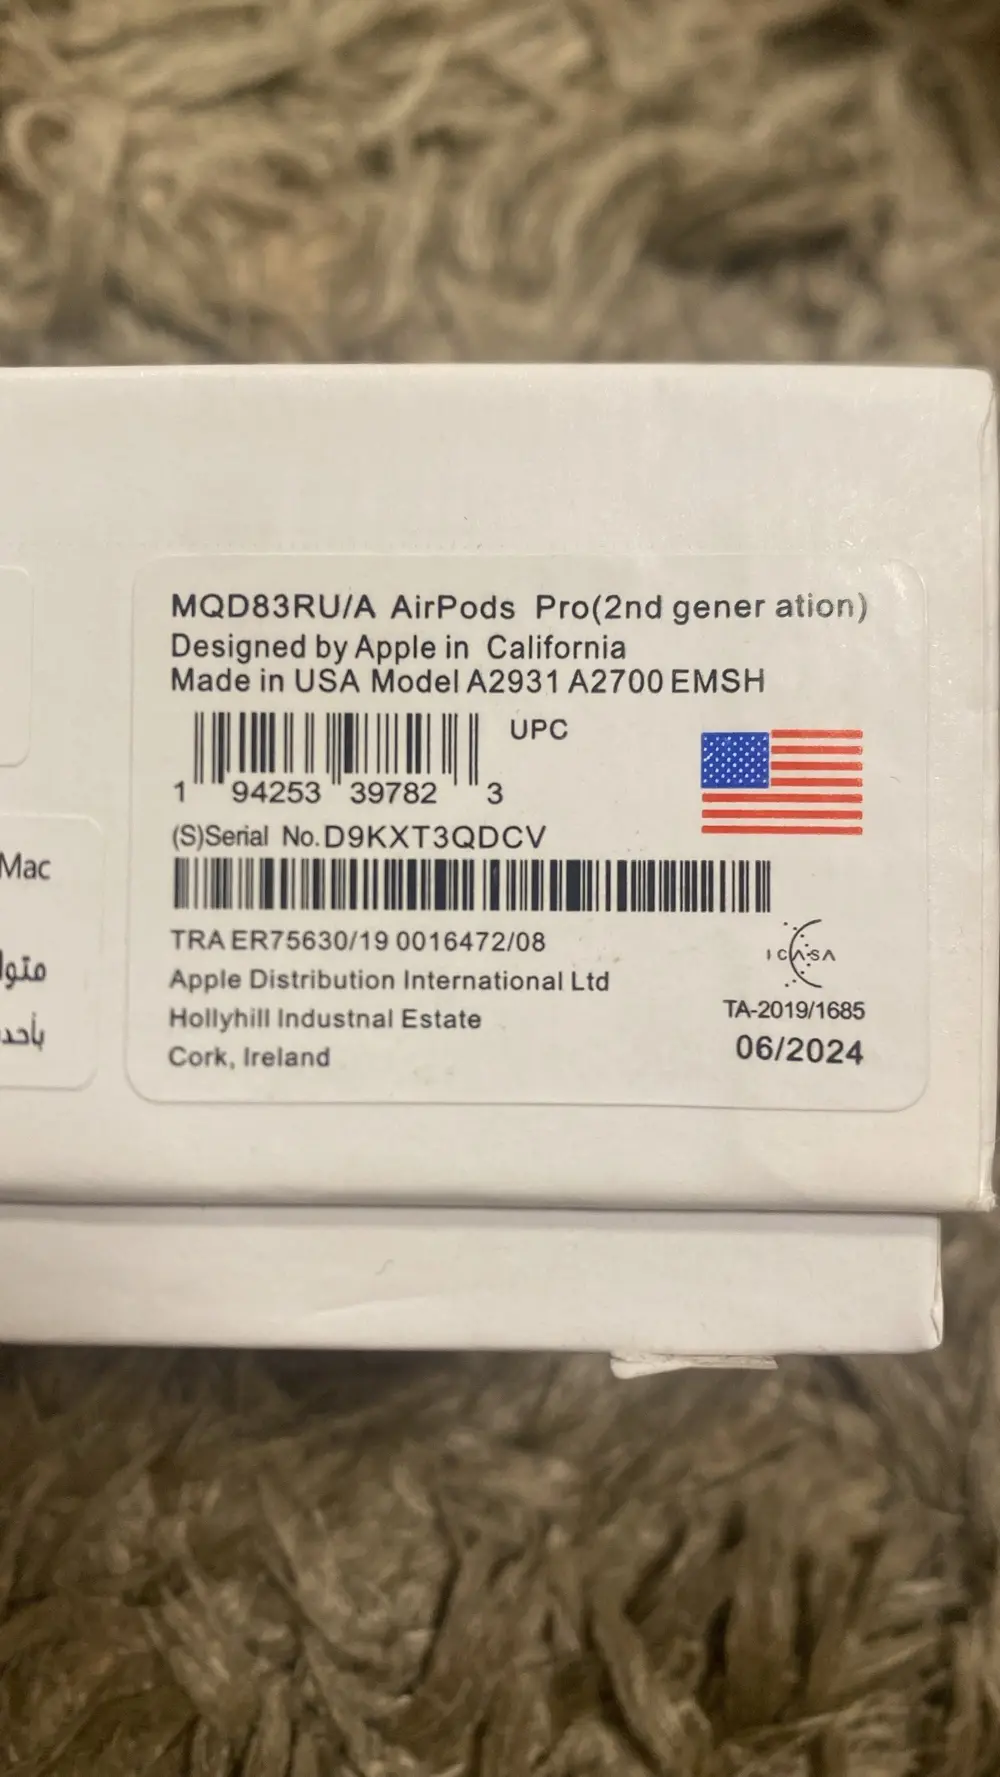 MQD83RU/A AirPods Pro(2nd gener ation)
Designed by Apple in California
Made in USA Model A2931 A2700 EMSH
UPC
1 94253 39782 3
(S)Serial No.D9KXT3QDCV
TRA ER75630/19 0016472/08
Apple Distribution International Ltd
Hollyhill Industnal Estate
Cork, Ireland
ICASA
TA-2019/1685
06/2024
Mac
متوا
بأحد